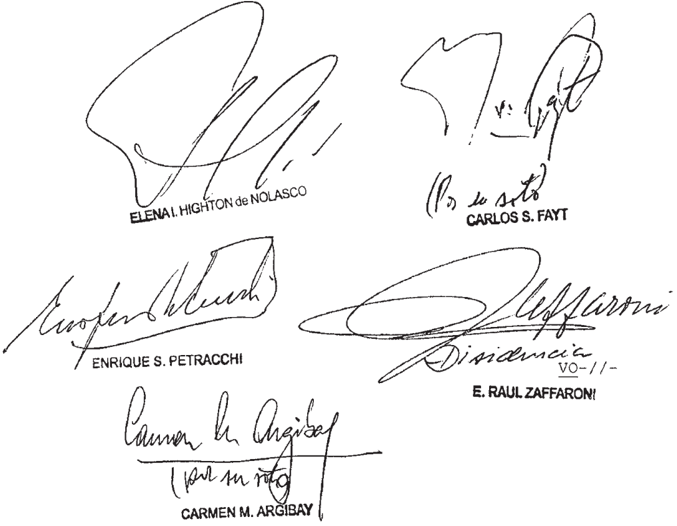 ELENA I. HIGHTON de NOLASCO
(Por su voto)
CARLOS S. FAYT
ENRIQUE S. PETRACCHI
Zaffaroni
Disidencia
VO-//-
E. RAUL ZAFFARONI
Carmen M. Argibay
(por su voto)
CARMEN M. ARGIBAY